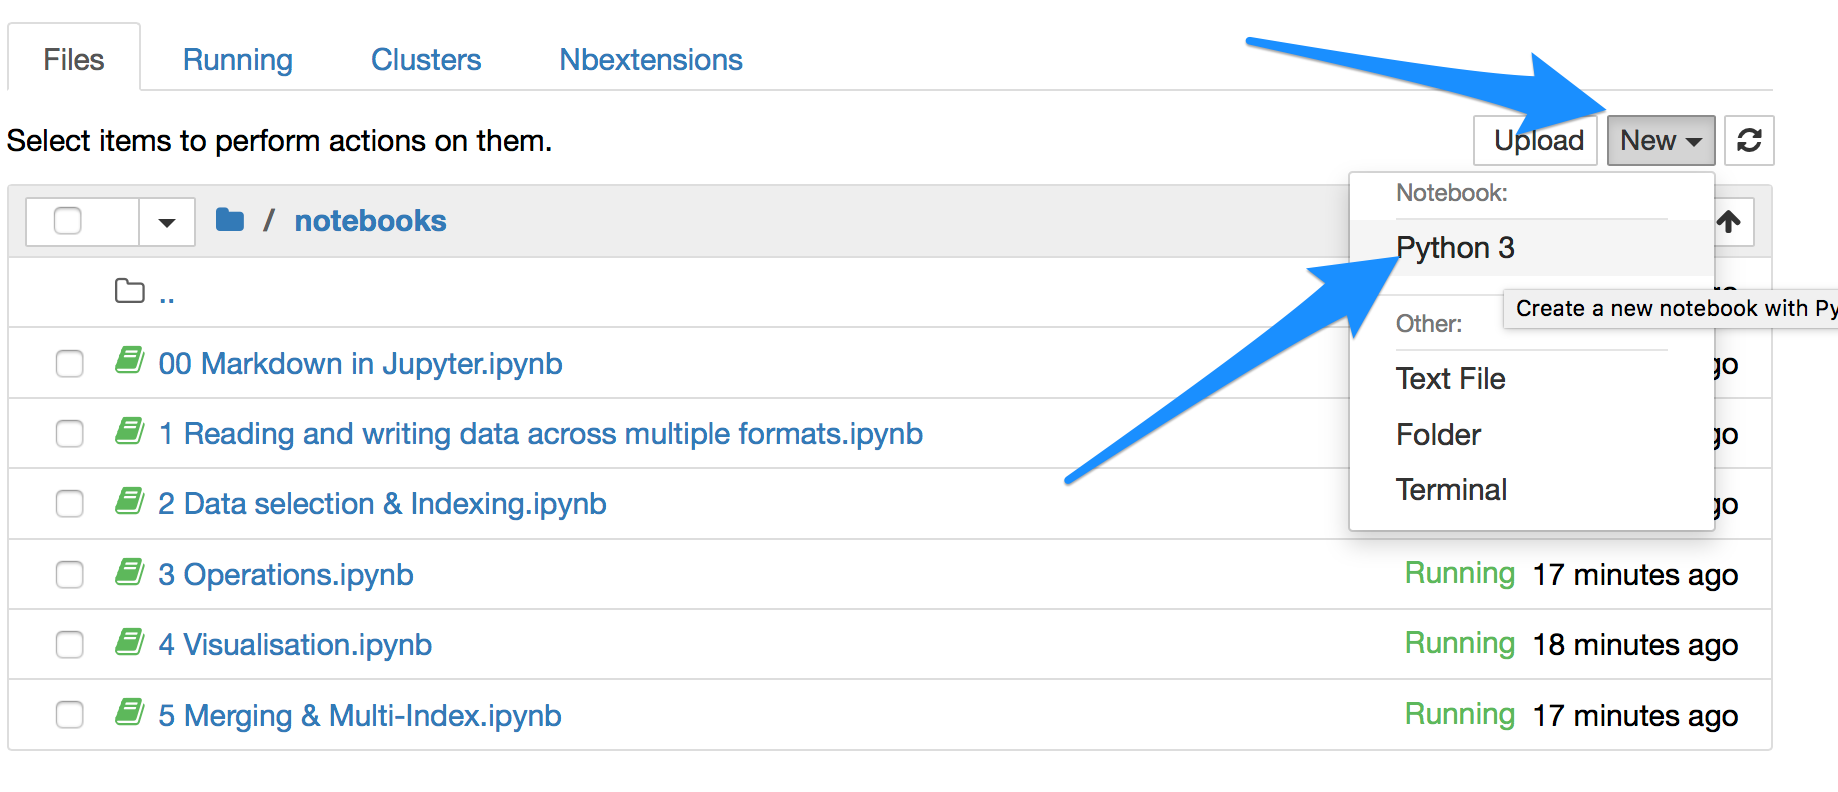 Files Running Clusters Nbextensions
Select items to perform actions on them.
Upload New
/ notebooks
Notebook:
Python 3
Create a new notebook with Py
Other:
Text File
Folder
Terminal
..
00 Markdown in Jupyter.ipynb
1 Reading and writing data across multiple formats.ipynb
2 Data selection & Indexing.ipynb
3 Operations.ipynb Running 17 minutes ago
4 Visualisation.ipynb Running 18 minutes ago
5 Merging & Multi-Index.ipynb Running 17 minutes ago